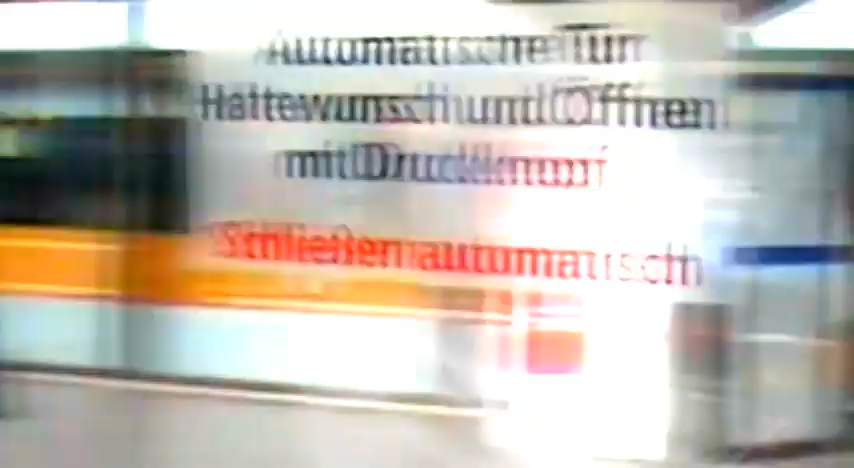 Automatische Tür
Haltewunsch und Öffnen
mit Druckknopf
Schließen automatisch